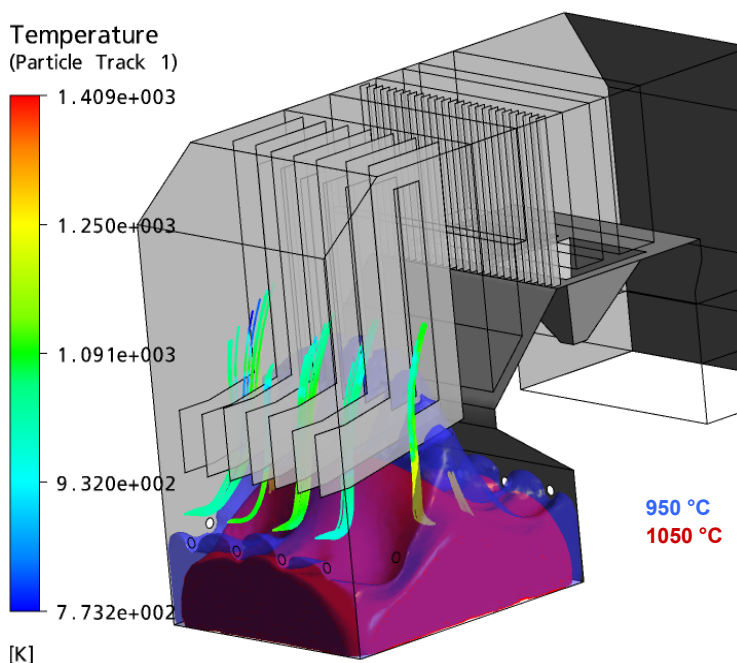 Temperature
(Particle Track 1)
1.409e+003
1.250e+003
1.091e+003
9.320e+002
7.732e+002
[K]
950 °C
1050 °C